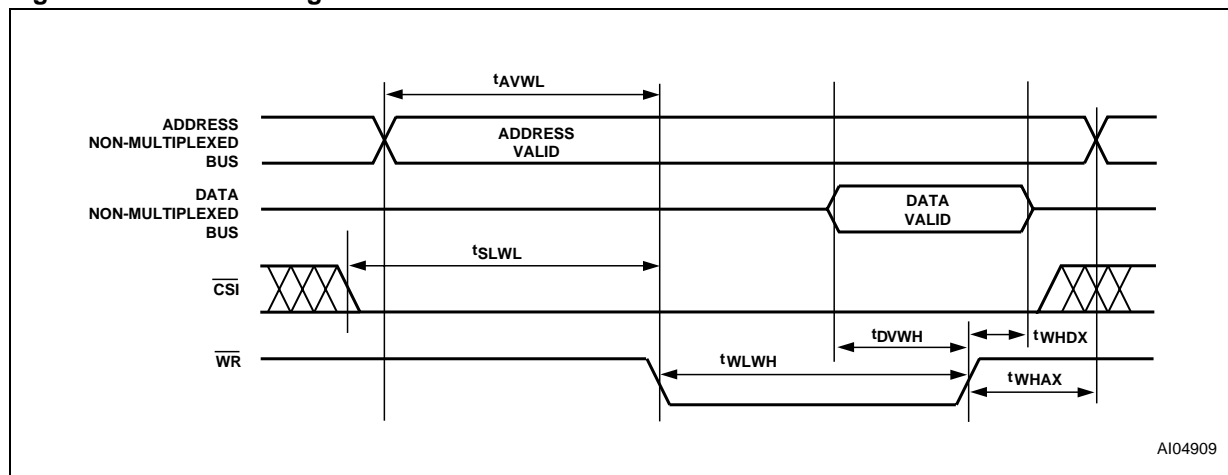 tAVWL
ADDRESS
NON-MULTIPLEXED
BUS
ADDRESS
VALID
DATA
NON-MULTIPLEXED
BUS
DATA
VALID
tSLWL
CSI
tDVWH
tWHDX
WR
tWLWH
tWHAX
AI04909